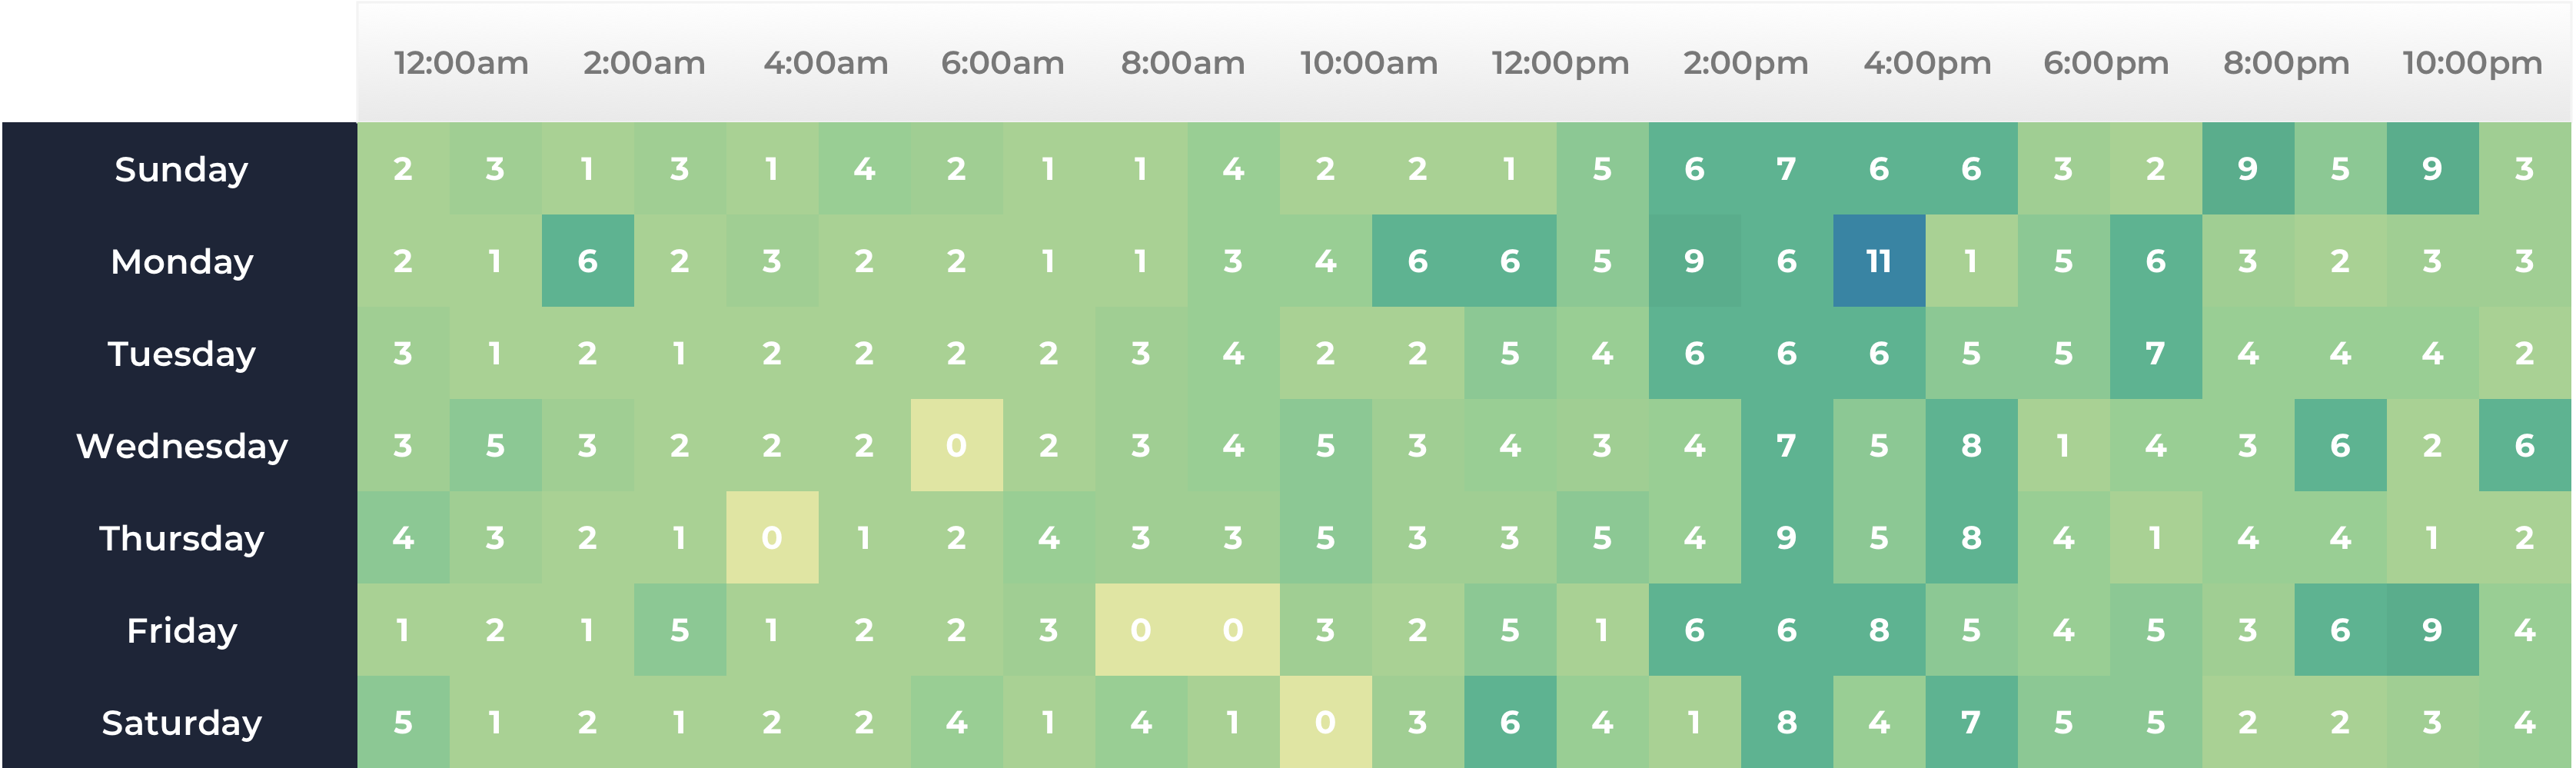 12:00am 2:00am 4:00am 6:00am 8:00am 10:00am 12:00pm 2:00pm 4:00pm 6:00pm 8:00pm 10:00pm
Sunday 2 3 1 3 1 4 2 1 1 4 2 2 1 5 6 7 6 6 3 2 9 5 9 3
Monday 2 1 6 2 3 2 2 1 1 3 4 6 6 5 9 6 11 1 5 6 3 2 3 3
Tuesday 3 1 2 1 2 2 2 2 3 4 2 2 5 4 6 6 6 5 5 7 4 4 4 2
Wednesday 3 5 3 2 2 2 0 2 3 4 5 3 4 3 4 7 5 8 1 4 3 6 2 6
Thursday 4 3 2 1 0 1 2 4 3 3 5 3 3 5 4 9 5 8 4 1 4 4 1 2
Friday 1 2 1 5 1 2 2 3 0 0 3 2 5 1 6 6 8 5 4 5 3 6 9 4
Saturday 5 1 2 1 2 2 4 1 4 1 0 3 6 4 1 8 4 7 5 5 2 2 3 4